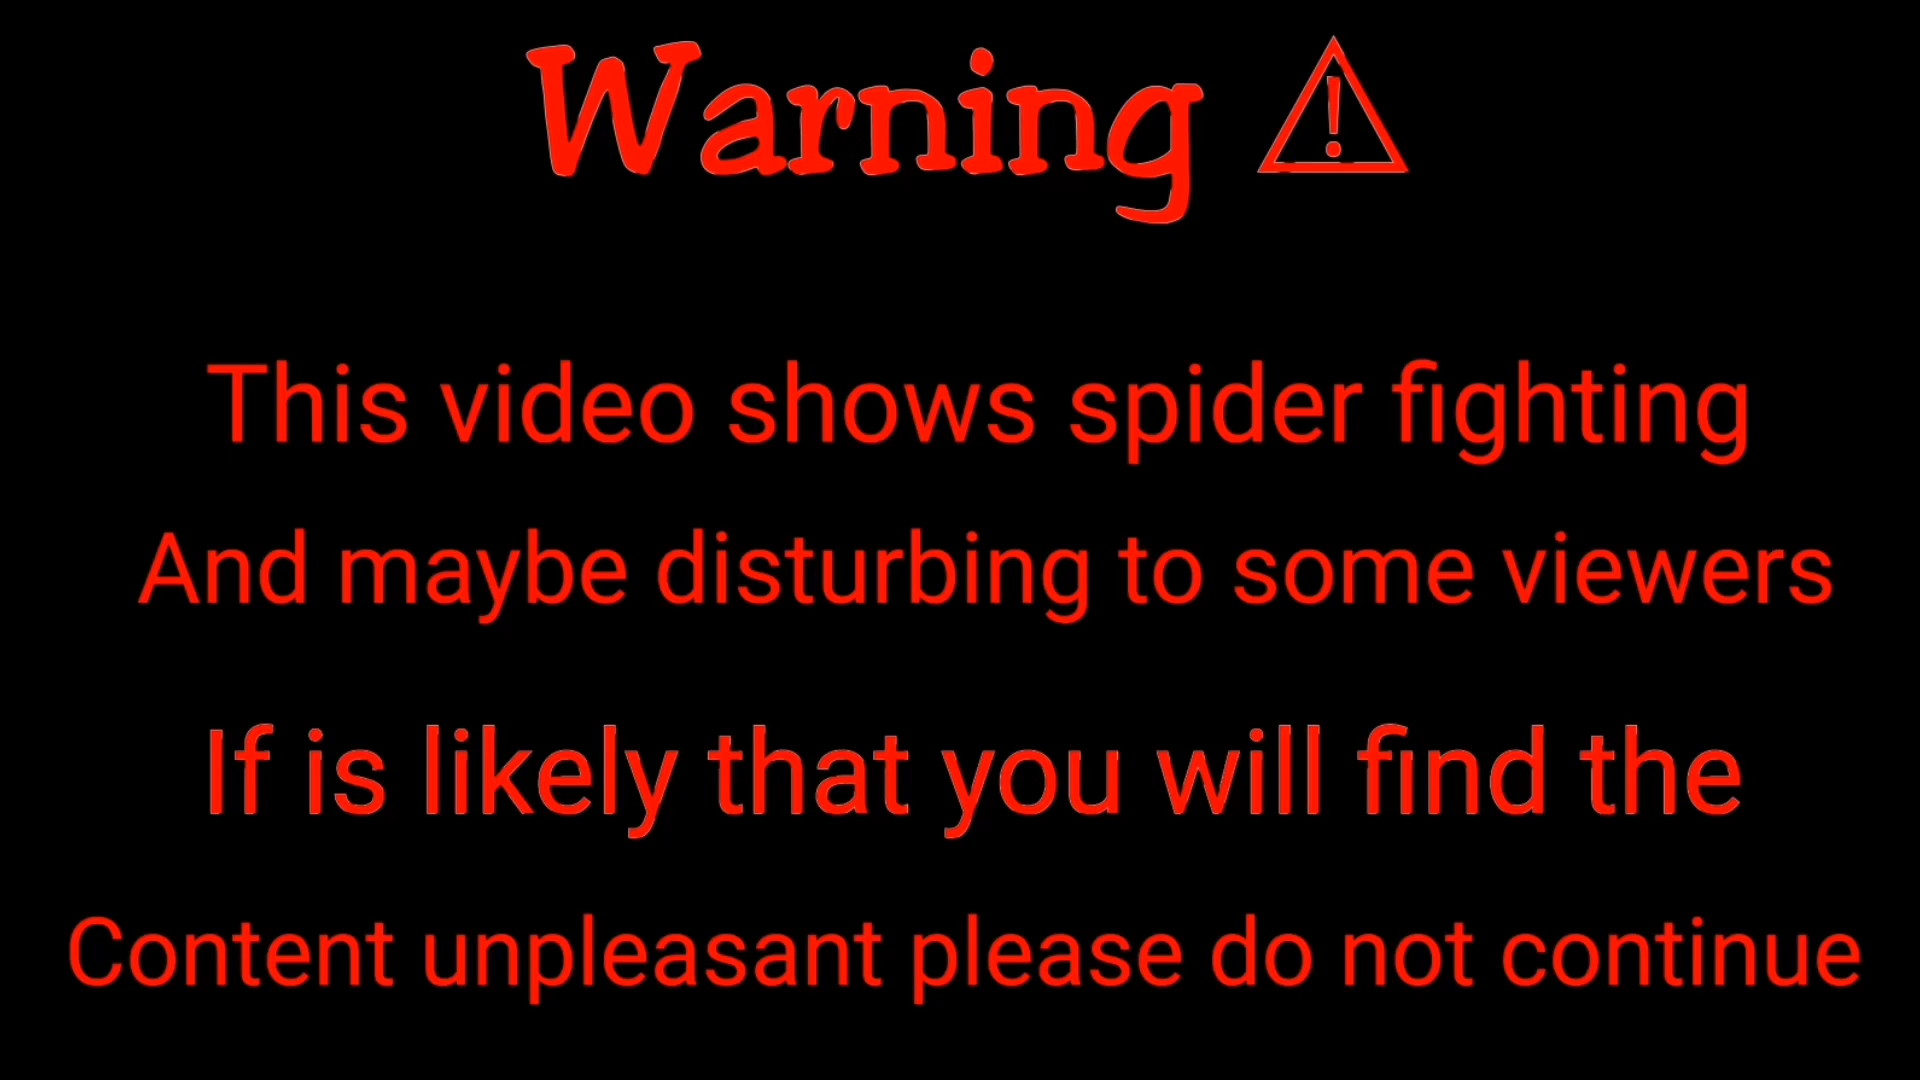 Warning ⚠
This video shows spider fighting
And maybe disturbing to some viewers
If is likely that you will find the
Content unpleasant please do not continue